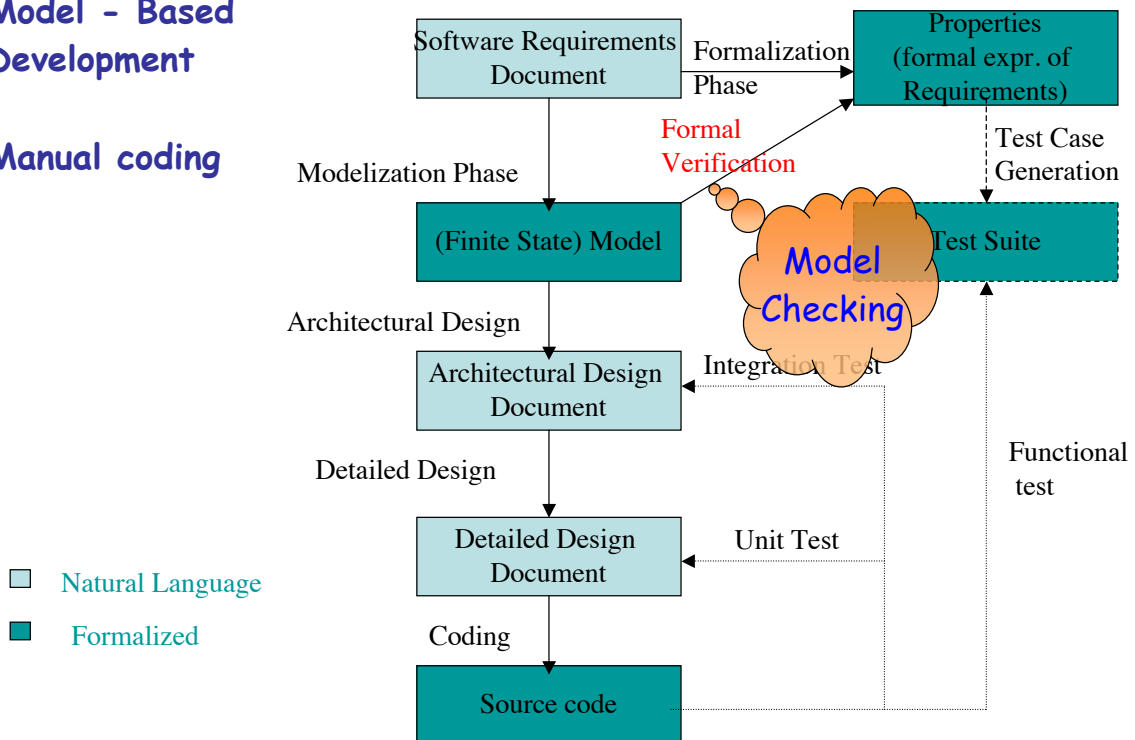 Model - Based
Development
Manual coding
Software Requirements
Document
Formalization
Phase
Properties
(formal expr. of
Requirements)
Formal
Verification
Test Case
Generation
Modelization Phase
(Finite State) Model
Test Suite
Model
Checking
Architectural Design
Integration Test
Architectural Design
Document
Functional
test
Detailed Design
Detailed Design
Document
Unit Test
Natural Language
Formalized
Coding
Source code